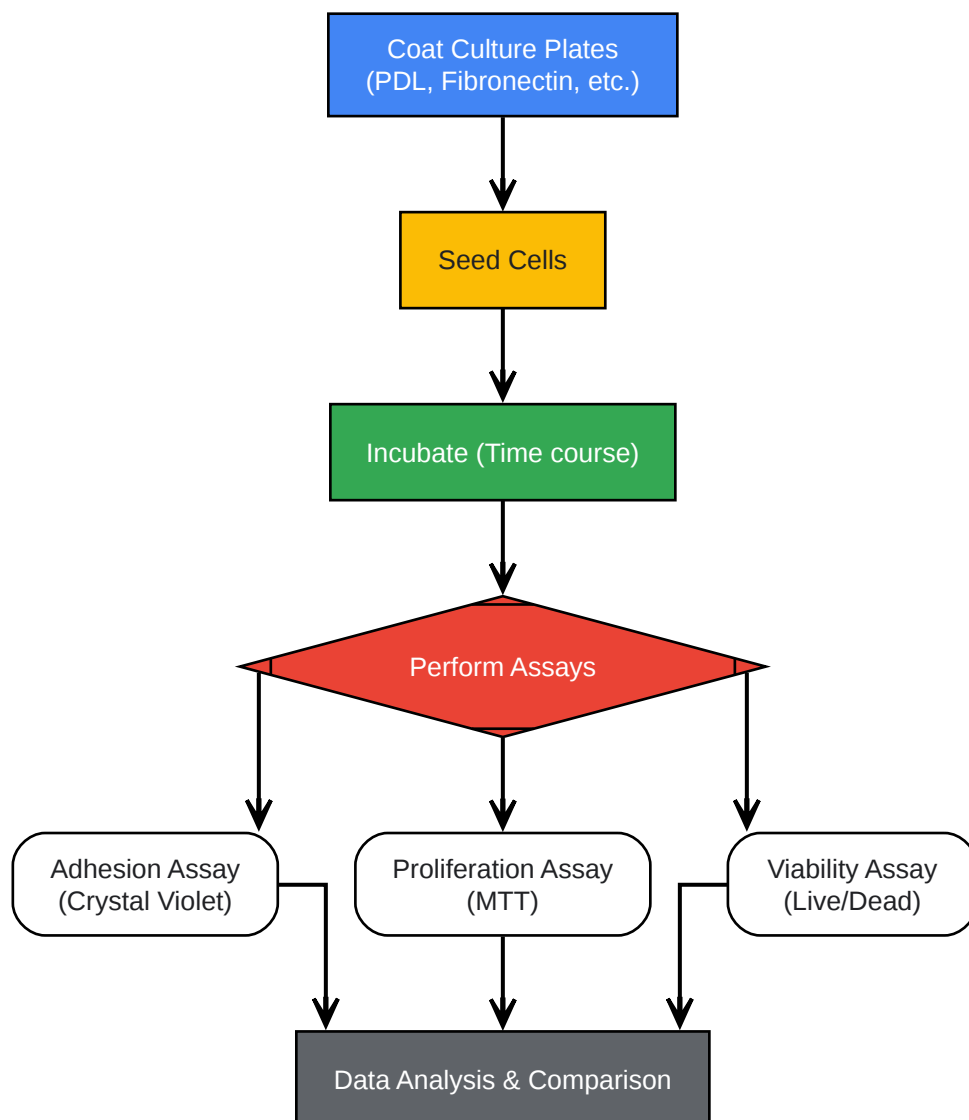 Coat Culture Plates
(PDL, Fibronectin, etc.)
Seed Cells
Incubate (Time course)
Perform Assays
Adhesion Assay
(Crystal Violet)
Proliferation Assay
(MTT)
Viability Assay
(Live/Dead)
Data Analysis & Comparison